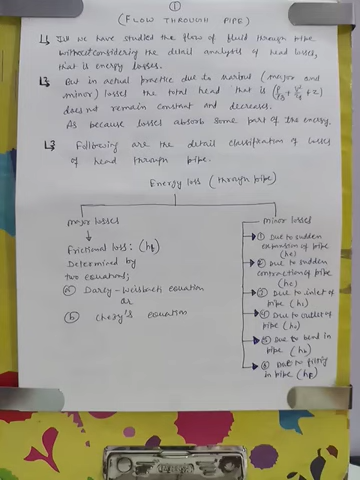 ①
(FLOW THROUGH PIPE)
Till we have studied the flow of fluid through pipe
without considering the detail analysis of head losses,
that is energy losses.
But in actual practice due to various (major and
minor) losses the total head that is (P/ρg + v²/2g + z)
does not remain constant and decreases.
As because losses absorb some part of the energy.
Following are the detail classification of losses
of head through pipe.
Energy loss (through pipe)
major losses
Frictional loss: (hf)
Determined by
two equations;
ⓐ Darcy-Weisbach equation
or
ⓑ Chezy's equation
minor losses
① Due to sudden
expansion of pipe
(he)
② Due to sudden
contraction of pipe
(hc)
③ Due to inlet of
pipe (hi)
④ Due to outlet of
pipe (ho)
⑤ Due to bend in
pipe (hb)
⑥ Due to fitting
in pipe (hf)